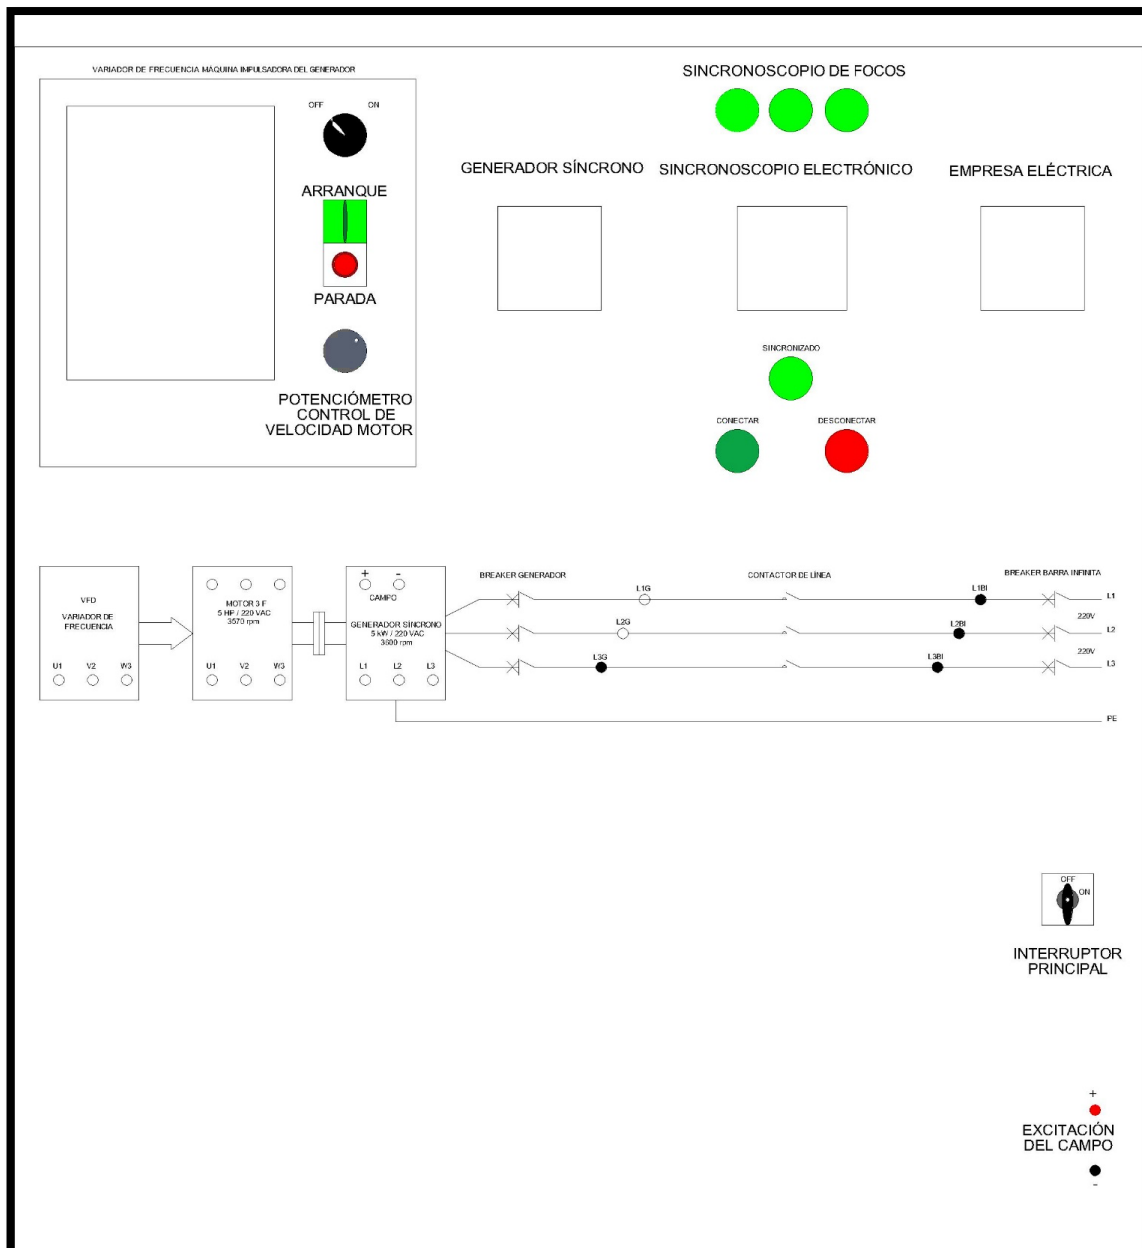 VARIADOR DE FRECUENCIA MÁQUINA IMPULSADORA DEL GENERADOR
OFF
ON
ARRANQUE
PARADA
POTENCIÓMETRO
CONTROL DE
VELOCIDAD MOTOR
SINCRONOSCOPIO DE FOCOS
GENERADOR SÍNCRONO
SINCRONOSCOPIO ELECTRÓNICO
EMPRESA ELÉCTRICA
SINCRONIZADO
CONECTAR
DESCONECTAR
VFD
VARIADOR DE
FRECUENCIA
U1 V2 W3
MOTOR 3 F
5 HP / 220 VAC
3570 rpm
U1 V2 W3
+ -
CAMPO
GENERADOR SÍNCRONO
5 kW / 220 VAC
3600 rpm
L1 L2 L3
BREAKER GENERADOR
L1G
L2G
L3G
CONTACTOR DE LÍNEA
BREAKER BARRA INFINITA
L1BI
L2BI
L3BI
L1
220V
L2
220V
L3
PE
OFF
ON
INTERRUPTOR
PRINCIPAL
+
EXCITACIÓN
DEL CAMPO
-